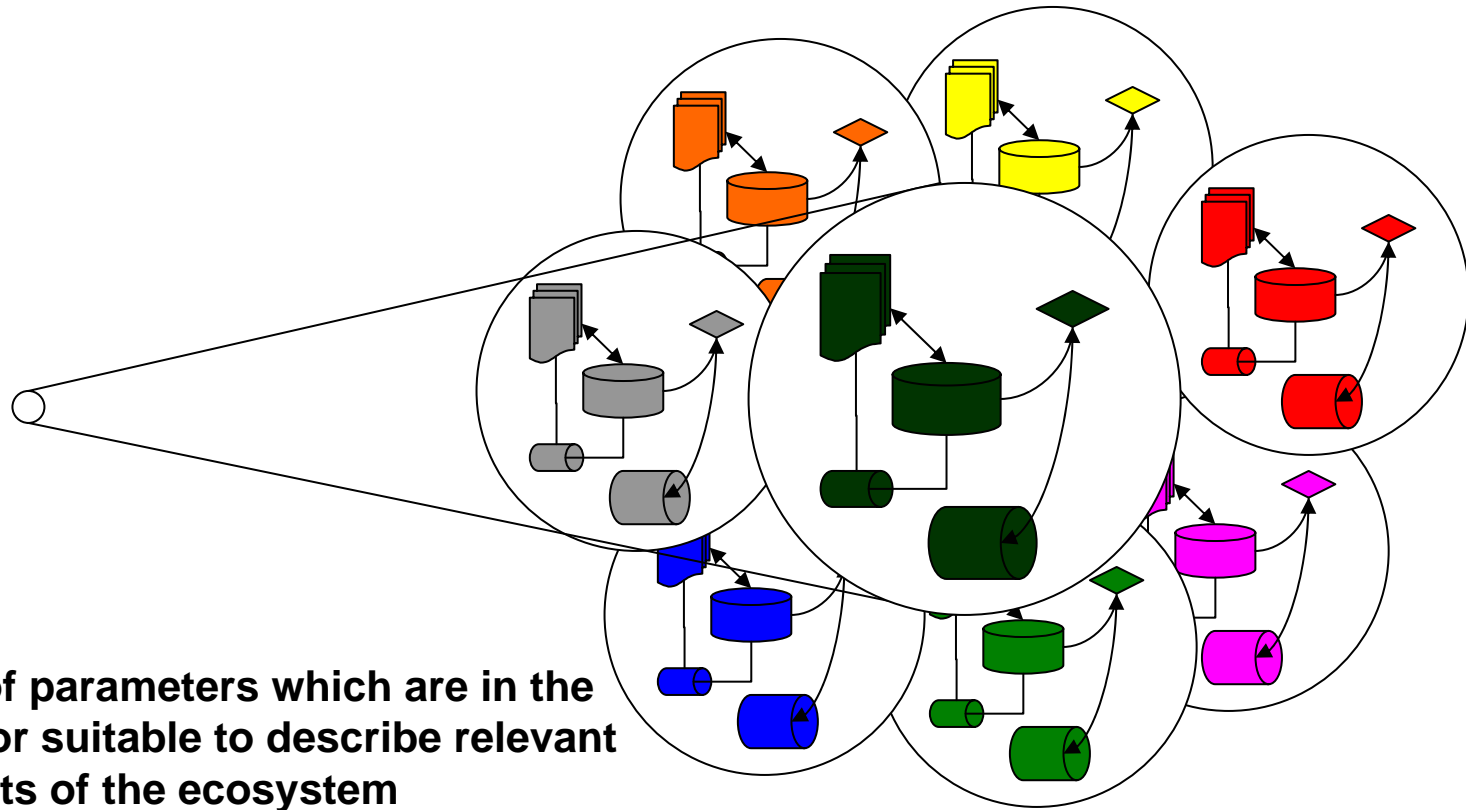 of parameters which are in the
or suitable to describe relevant
ts of the ecosystem